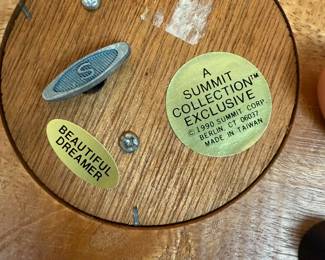 S
A
SUMMIT
COLLECTION™
EXCLUSIVE
© 1990 SUMMIT CORP.
BERLIN, CT 06037
MADE IN TAIWAN
BEAUTIFUL
DREAMER